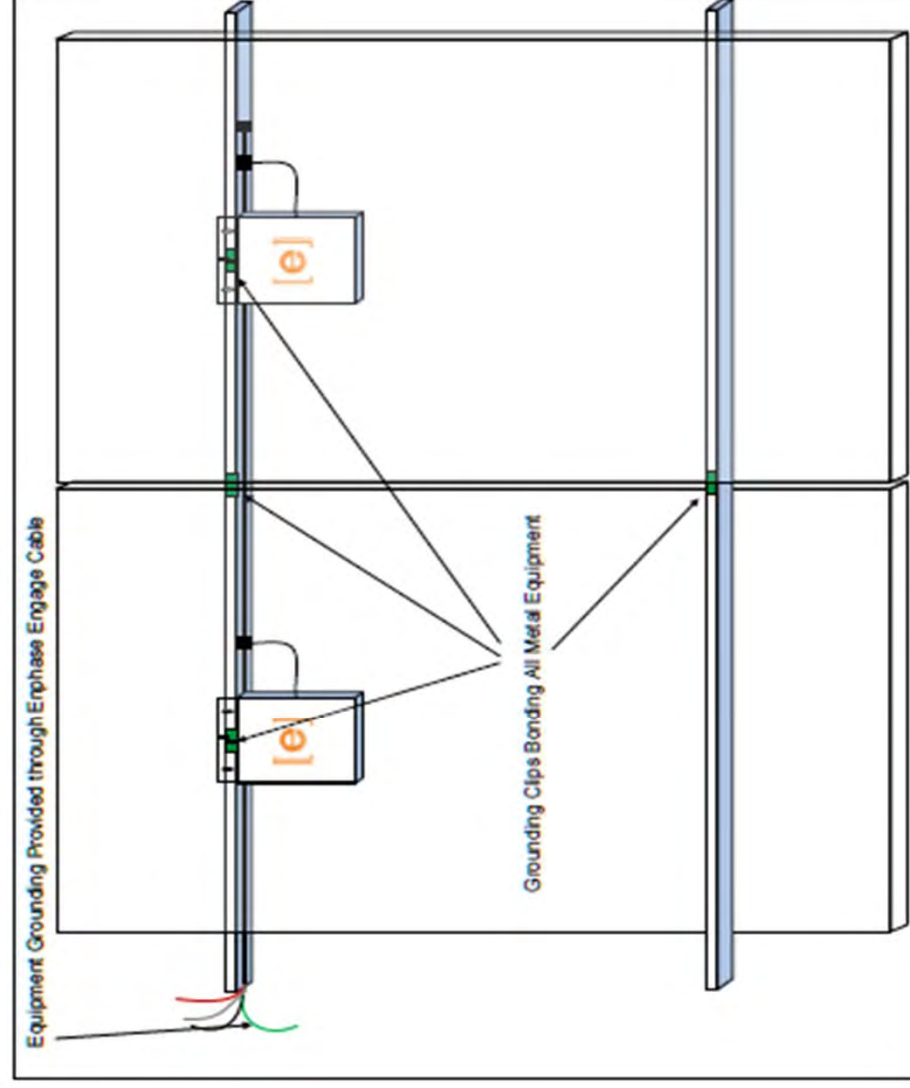 Equipment Grounding Provided through Enphase Engage Cable
[e]
[e]
Grounding Clips Bonding All Metal Equipment